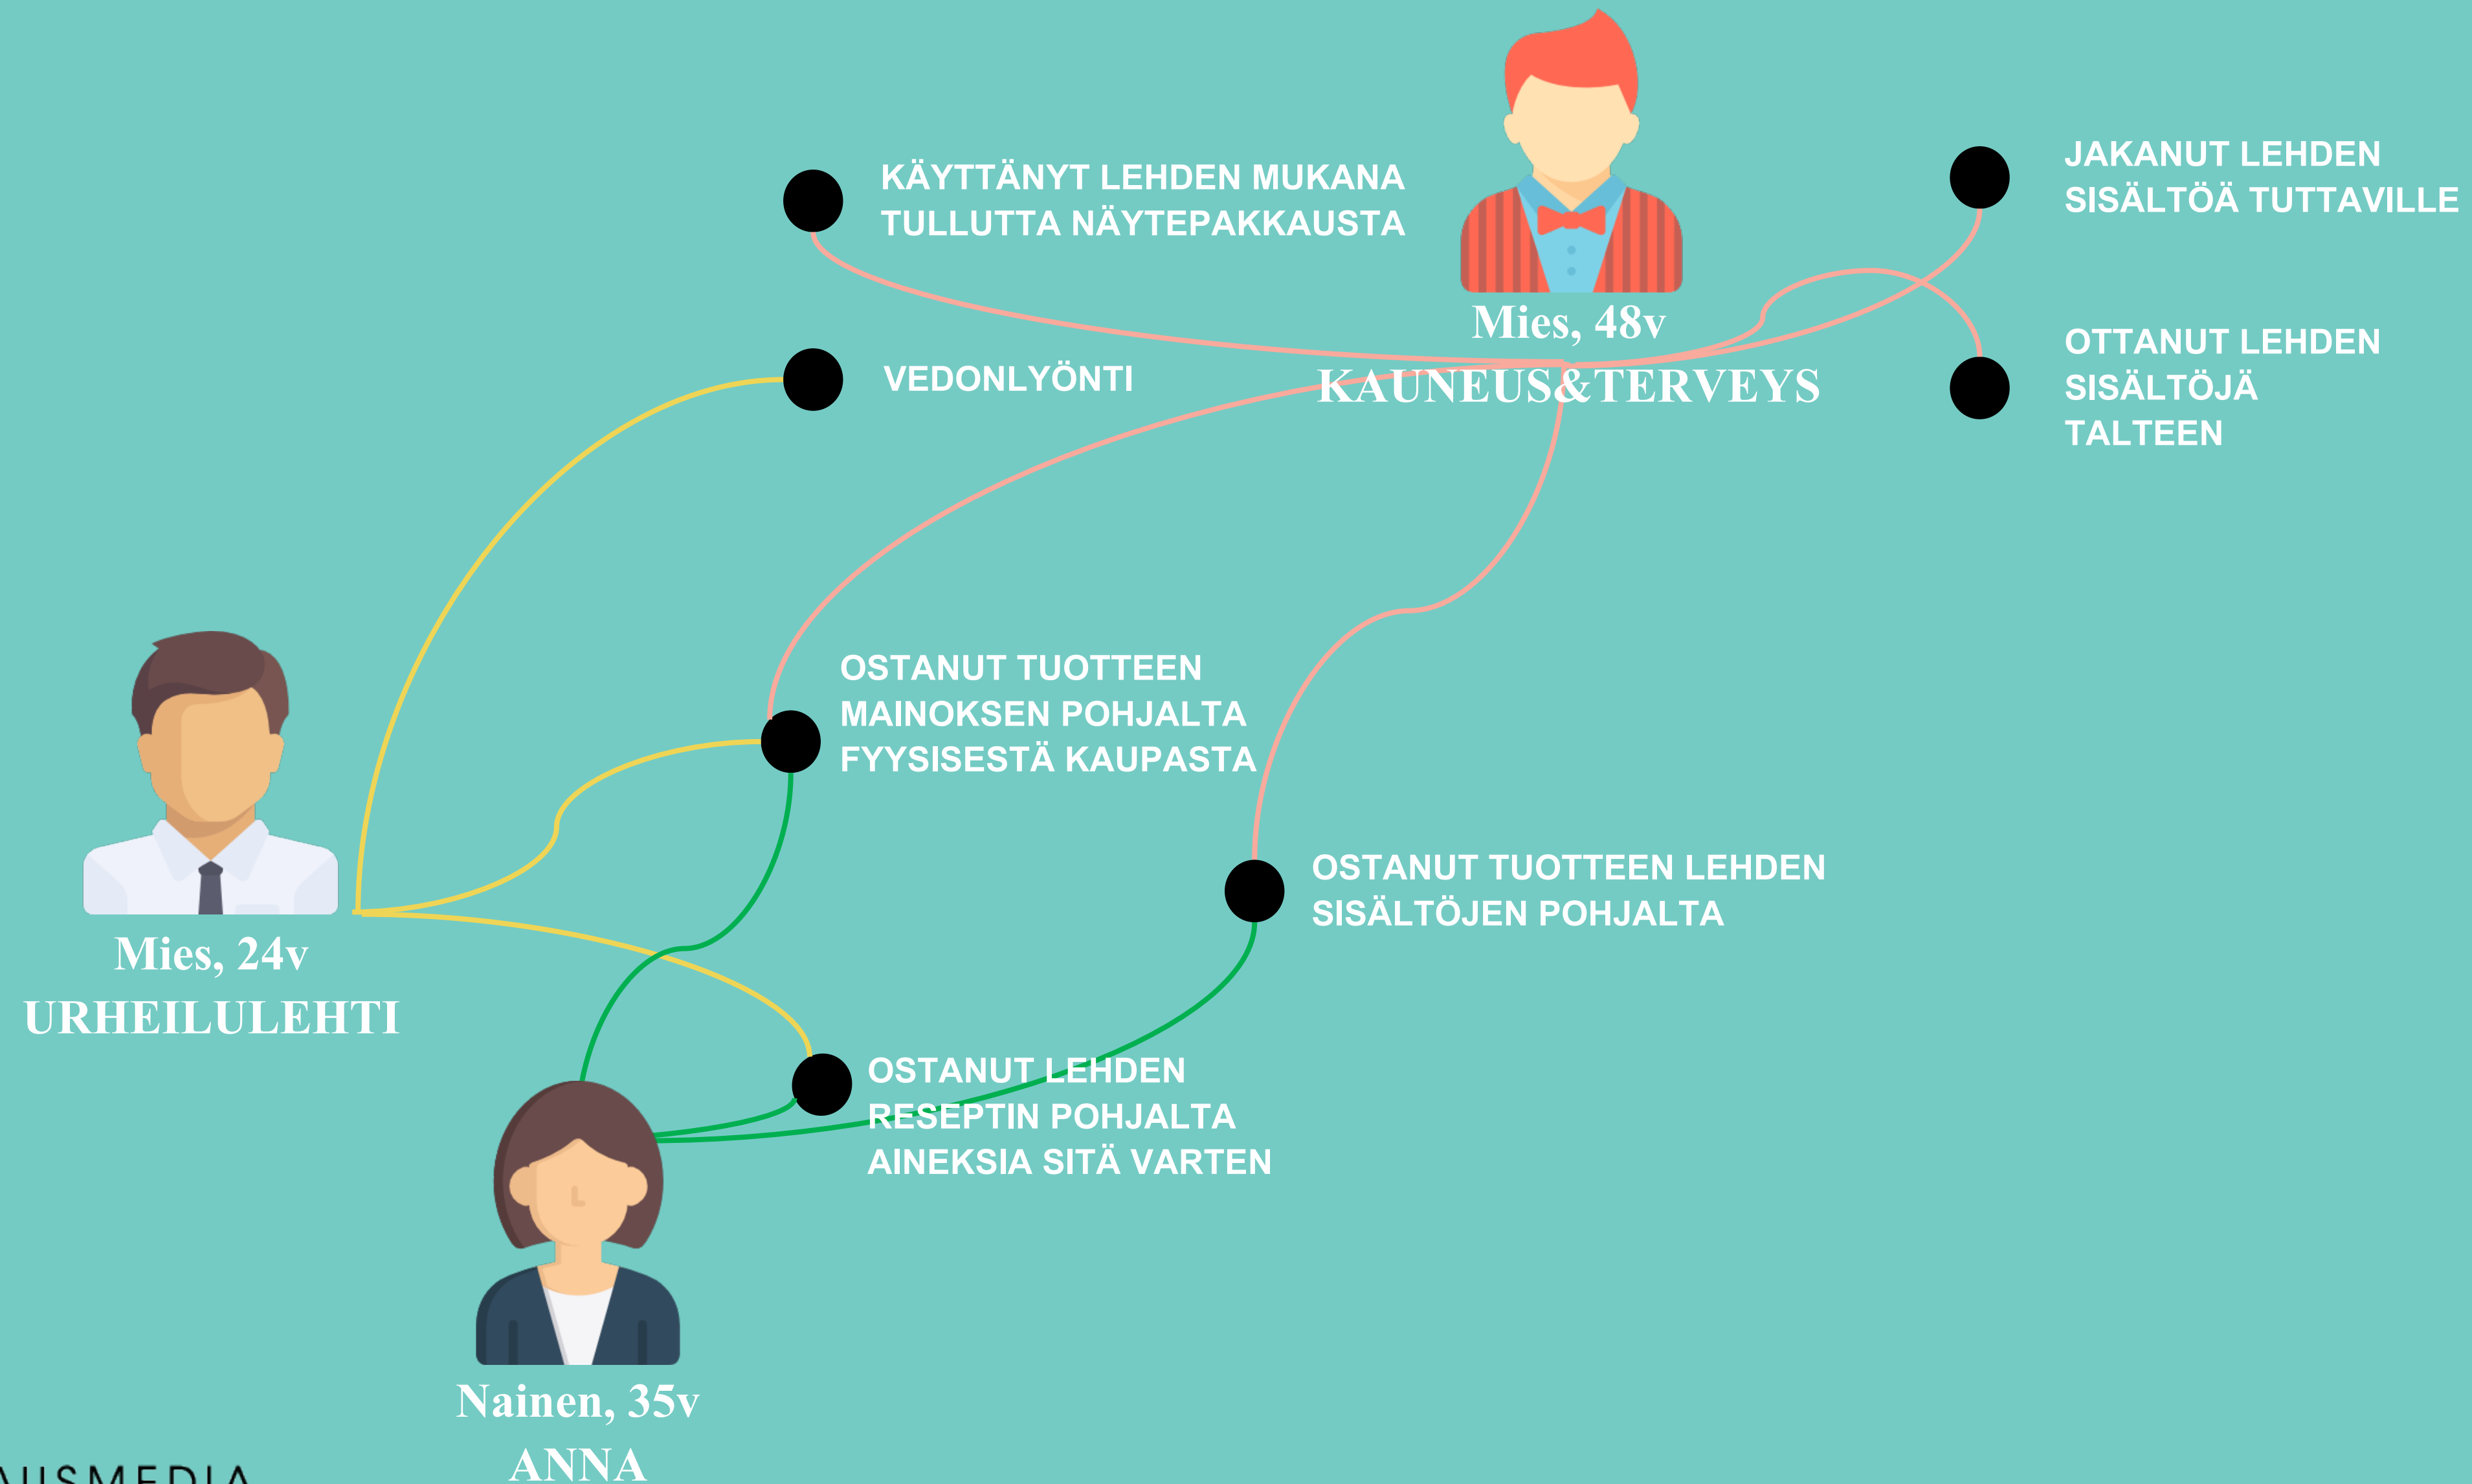 KÄYTTÄNYT LEHDEN MUKANA
TULLUTTA NÄYTEPAKKAUSTA
JAKANUT LEHDEN
SISÄLTÖÄ TUTTAVILLE
Mies, 48v
KAUNEUS&TERVEYS
VEDONLYÖNTI
OTTANUT LEHDEN
SISÄLTÖJÄ
TALTEEN
OSTANUT TUOTTEEN
MAINOKSEN POHJALTA
FYYSISESTÄ KAUPASTA
OSTANUT TUOTTEEN LEHDEN
SISÄLTÖJEN POHJALTA
Mies, 24v
URHEILULEHTI
OSTANUT LEHDEN
RESEPTIN POHJALTA
AINEKSIA SITÄ VARTEN
Nainen, 35v
ANNA